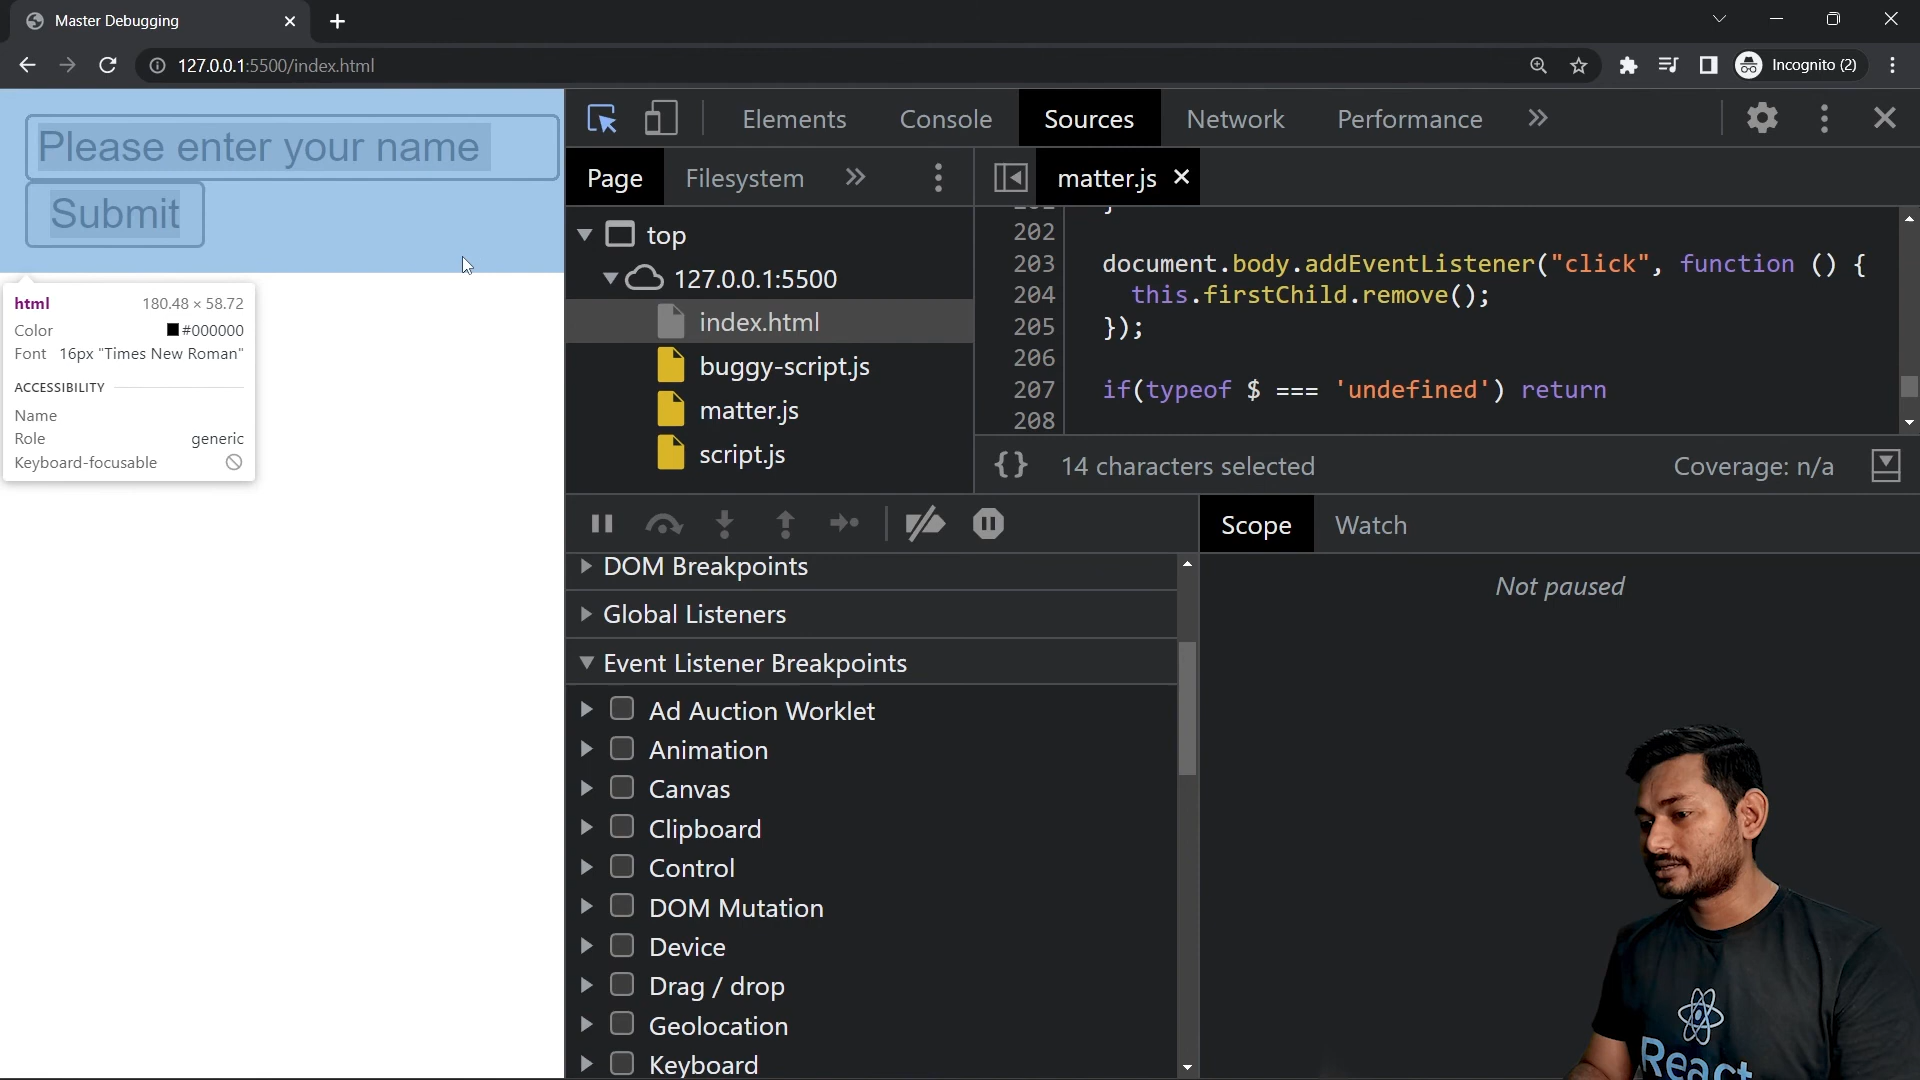 Master Debugging
127.0.0.1:5500/index.html
Incognito (2)
Please enter your name
Submit
html 180.48 × 58.72
Color #000000
Font 16px "Times New Roman"
ACCESSIBILITY
Name
Role generic
Keyboard-focusable
Elements Console Sources Network Performance
Page Filesystem
top
127.0.0.1:5500
index.html
buggy-script.js
matter.js
script.js
matter.js
202
203 document.body.addEventListener("click", function () {
204 this.firstChild.remove();
205 });
206
207 if(typeof $ === 'undefined') return
208
{} 14 characters selected Coverage: n/a
DOM Breakpoints
Global Listeners
Event Listener Breakpoints
Ad Auction Worklet
Animation
Canvas
Clipboard
Control
DOM Mutation
Device
Drag / drop
Geolocation
Keyboard
Scope Watch
Not paused
React